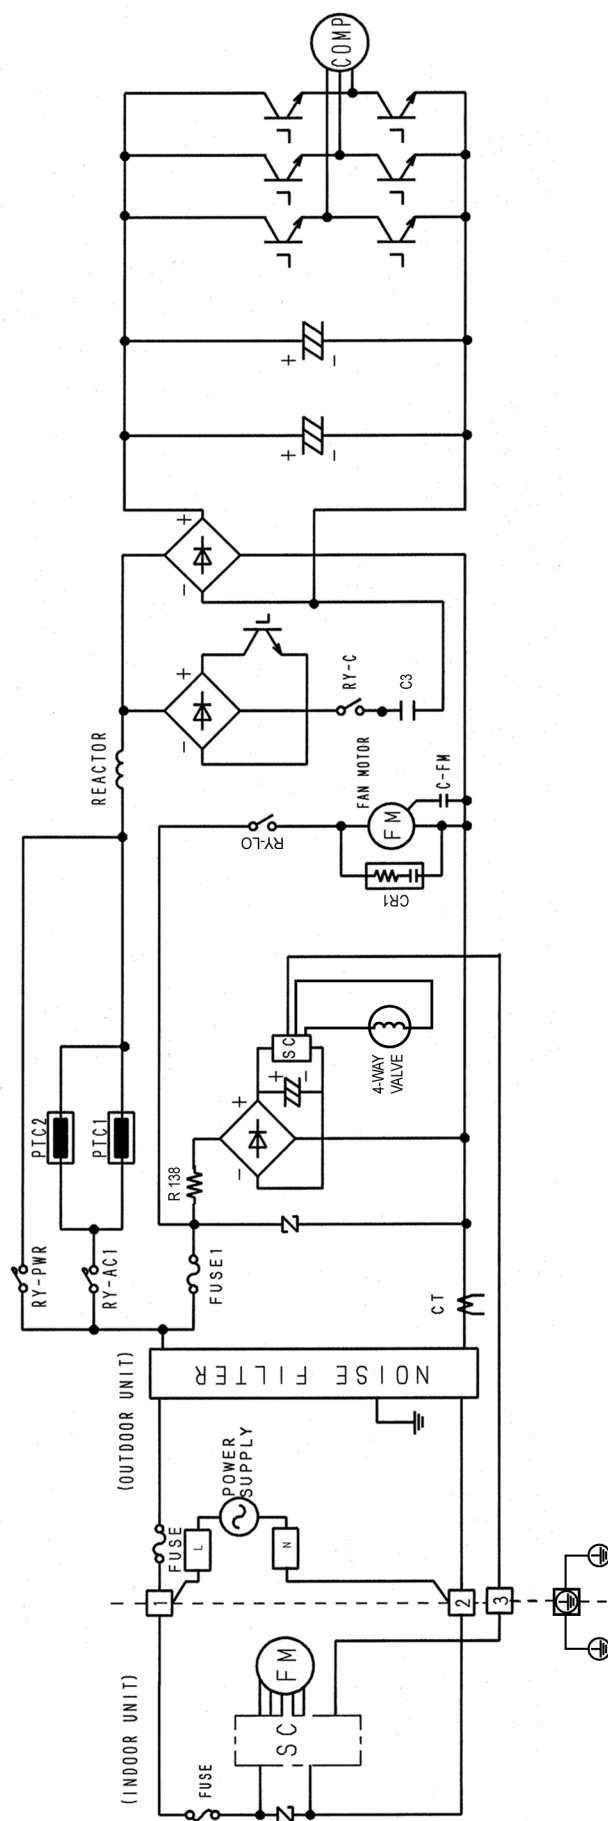 COMP
+
-
+
-
+
-
+
-
REACTOR
RY-C
C3
FAN MOTOR
FM
C-FM
RY-LO
CR1
SC
4-WAY
VALVE
+
-
+
-
PTC2
PTC1
R 138
RY-PWR
RY-AC1
FUSE1
CT
NOISE FILTER
(OUTDOOR UNIT)
POWER
SUPPLY
FUSE
L
N
1
2
3
(INDOOR UNIT)
FM
SC
FUSE